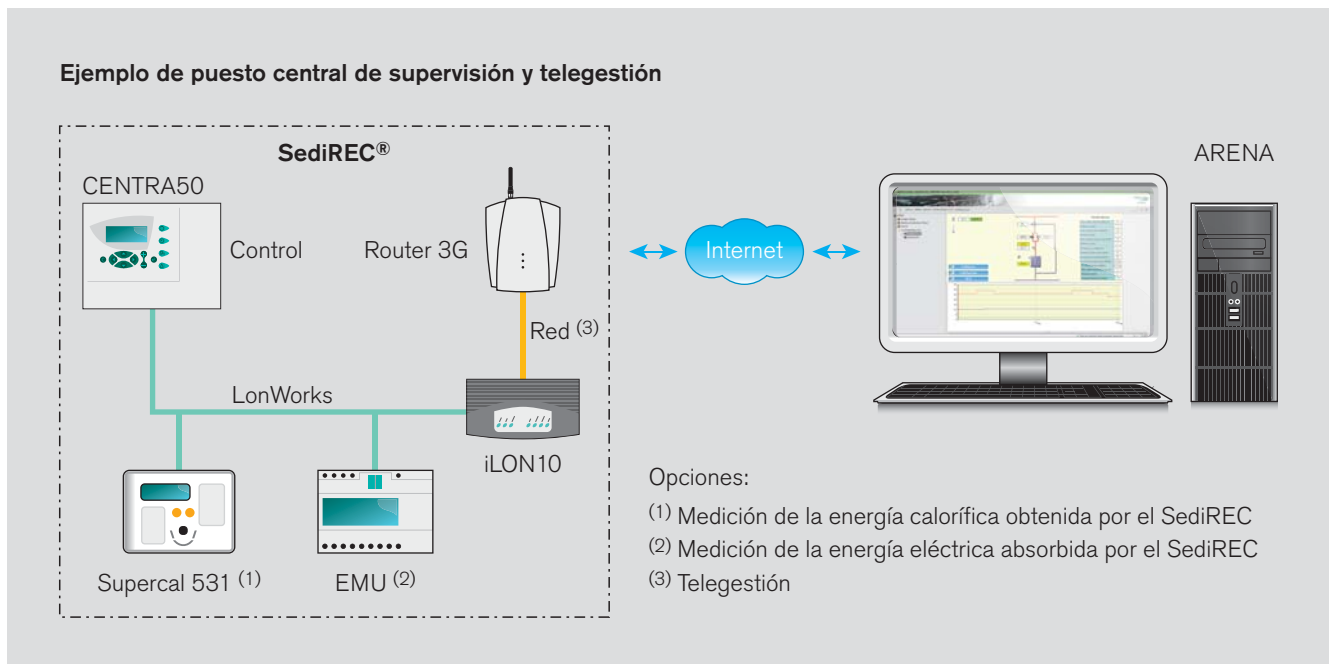 Ejemplo de puesto central de supervisión y telegestión
SediREC®
CENTRA50
Control
Router 3G
Internet
ARENA
Red (3)
LonWorks
iLON10
Supercal 531 (1)
EMU (2)
Opciones:
(1) Medición de la energía calorífica obtenida por el SediREC
(2) Medición de la energía eléctrica absorbida por el SediREC
(3) Telegestión